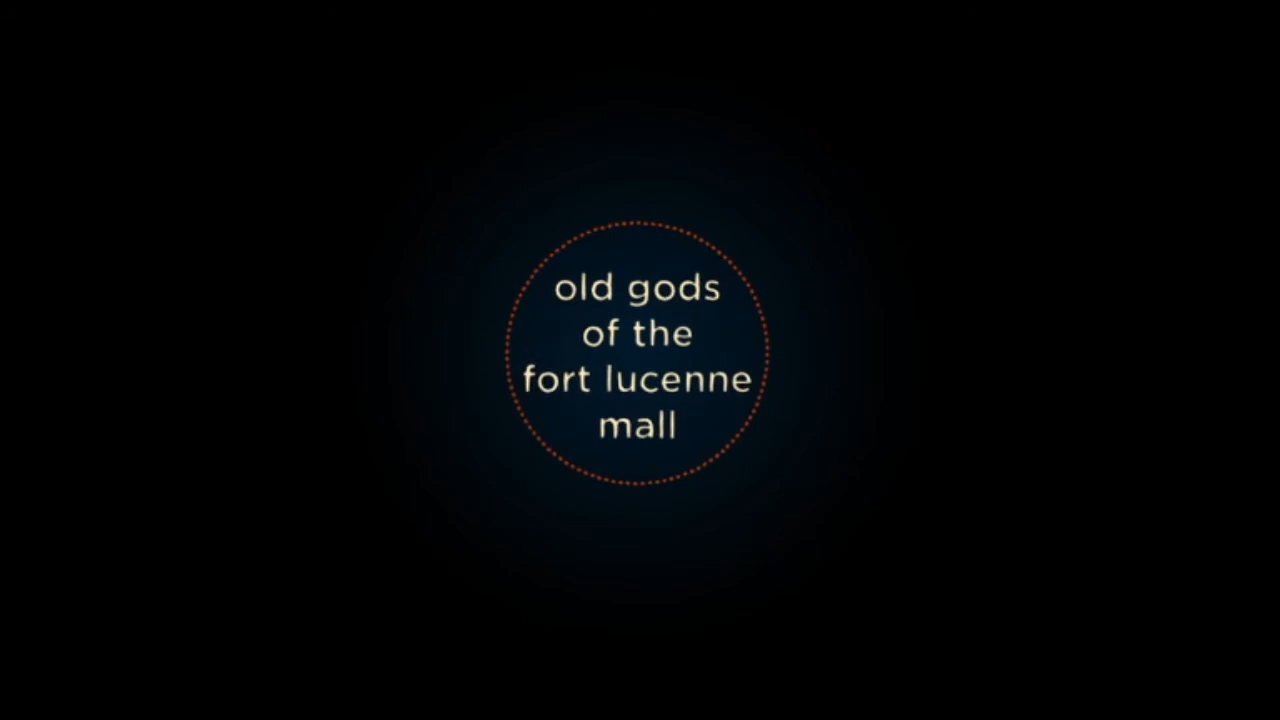 old gods
of the
fort lucenne
mall